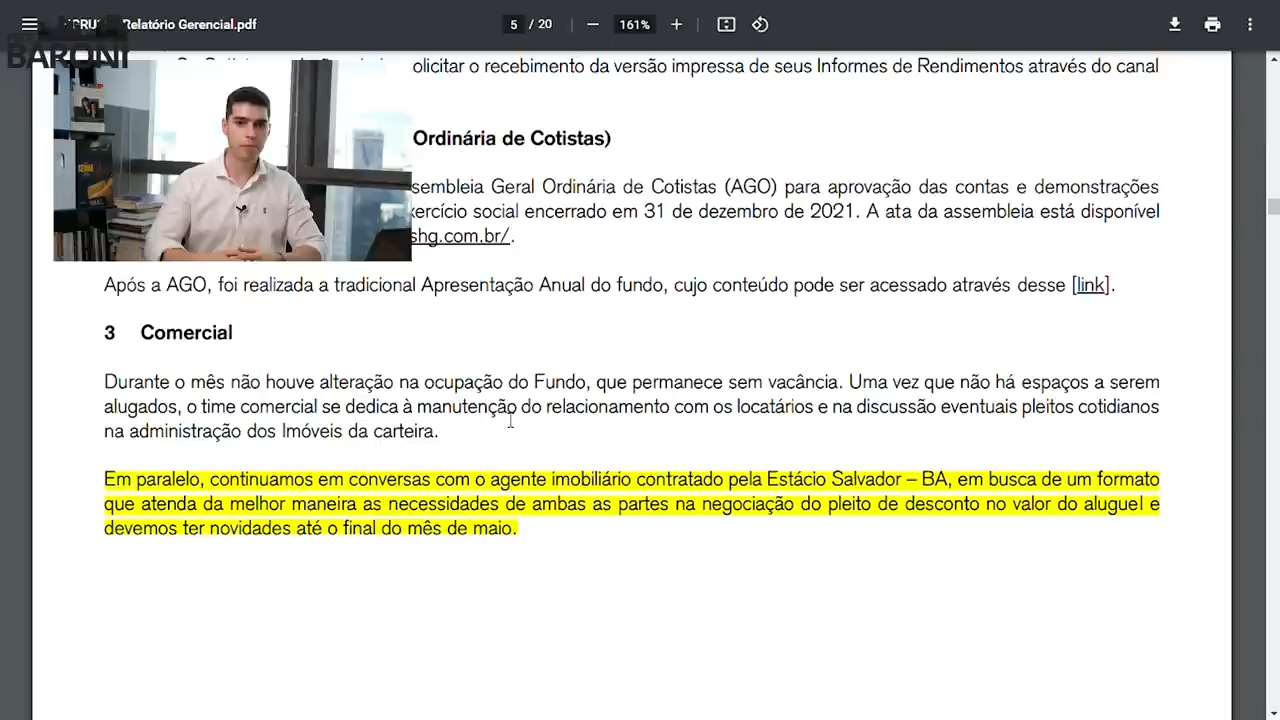 Relatório Gerencial.pdf
5 / 20
161%
BARONI
olicitar o recebimento da versão impressa de seus Informes de Rendimentos através do canal
Ordinária de Cotistas)
sembleia Geral Ordinária de Cotistas (AGO) para aprovação das contas e demonstrações
xercício social encerrado em 31 de dezembro de 2021. A ata da assembleia está disponível
shg.com.br/.
Após a AGO, foi realizada a tradicional Apresentação Anual do fundo, cujo conteúdo pode ser acessado através desse [link].
3 Comercial
Durante o mês não houve alteração na ocupação do Fundo, que permanece sem vacância. Uma vez que não há espaços a serem
alugados, o time comercial se dedica à manutenção do relacionamento com os locatários e na discussão eventuais pleitos cotidianos
na administração dos Imóveis da carteira.
Em paralelo, continuamos em conversas com o agente imobiliário contratado pela Estácio Salvador – BA, em busca de um formato
que atenda da melhor maneira as necessidades de ambas as partes na negociação do pleito de desconto no valor do aluguel e
devemos ter novidades até o final do mês de maio.